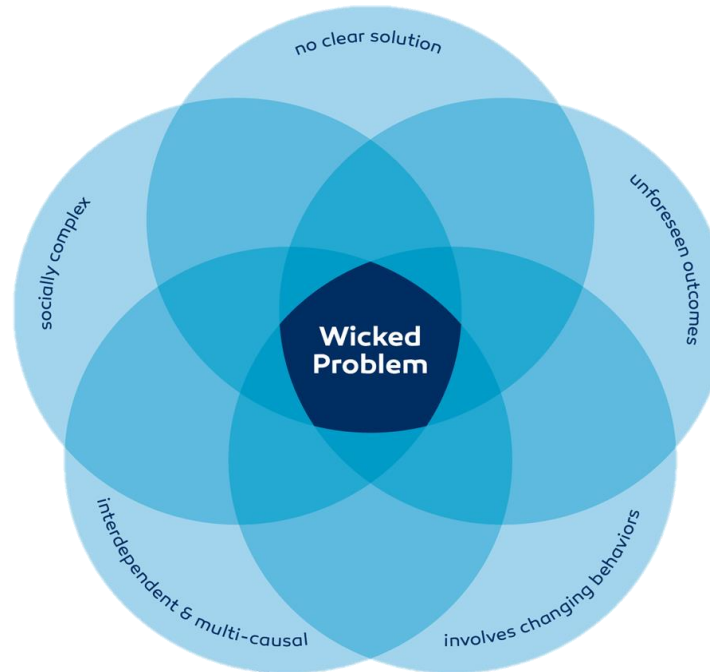 no clear solution
unforeseen outcomes
socially complex
Wicked
Problem
interdependent & multi-causal
involves changing behaviors